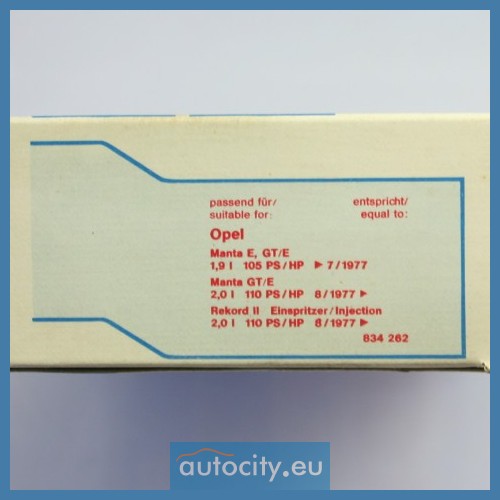 passend für/ entspricht/
suitable for: equal to:
Opel
Manta E, GT/E
1,9 l 105 PS/HP ► 7/1977
Manta GT/E
2,0 l 110 PS/HP 8/1977 ►
Rekord II Einspritzer/Injection
2,0 l 110 PS/HP 8/1977 ►
834 262
autocity.eu